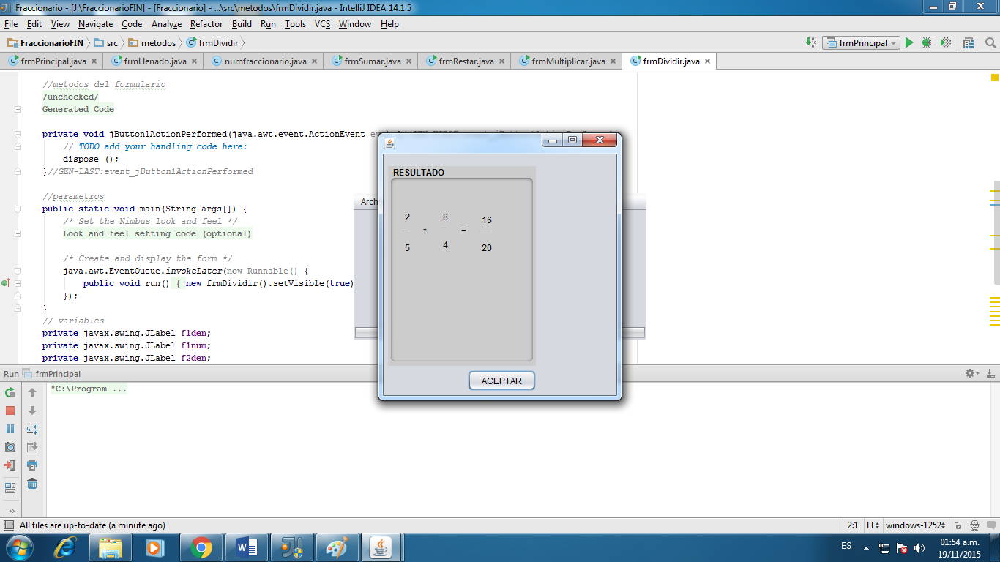 Fraccionario - [J:\FraccionarioFIN] - [Fraccionario] - ...\src\metodos\frmDividir.java - IntelliJ IDEA 14.1.5
File Edit View Navigate Code Analyze Refactor Build Run Tools VCS Window Help
FraccionarioFIN src metodos frmDividir frmPrincipal
frmPrincipal.java frmLlenado.java numfraccionario.java frmSumar.java frmRestar.java frmMultiplicar.java frmDividir.java
//metodos del formulario
/unchecked/
Generated Code
private void jButton1ActionPerformed(java.awt.event.ActionEvent
// TODO add your handling code here:
dispose ();
}//GEN-LAST:event_jButton1ActionPerformed
//parametros
public static void main(String args[]) {
/* Set the Nimbus look and feel */
Look and feel setting code (optional)
/* Create and display the form */
java.awt.EventQueue.invokeLater(new Runnable() {
public void run() { new frmDividir().setVisible(true)
});
}
// variables
private javax.swing.JLabel f1den;
private javax.swing.JLabel f1num;
private javax.swing.JLabel f2den;
Arch
RESULTADO
2 8 16
* =
5 4 20
ACEPTAR
Run frmPrincipal
"C:\Program ...
All files are up-to-date (a minute ago) 2:1 LF windows-1252
ES 01:54 a.m.
19/11/2015